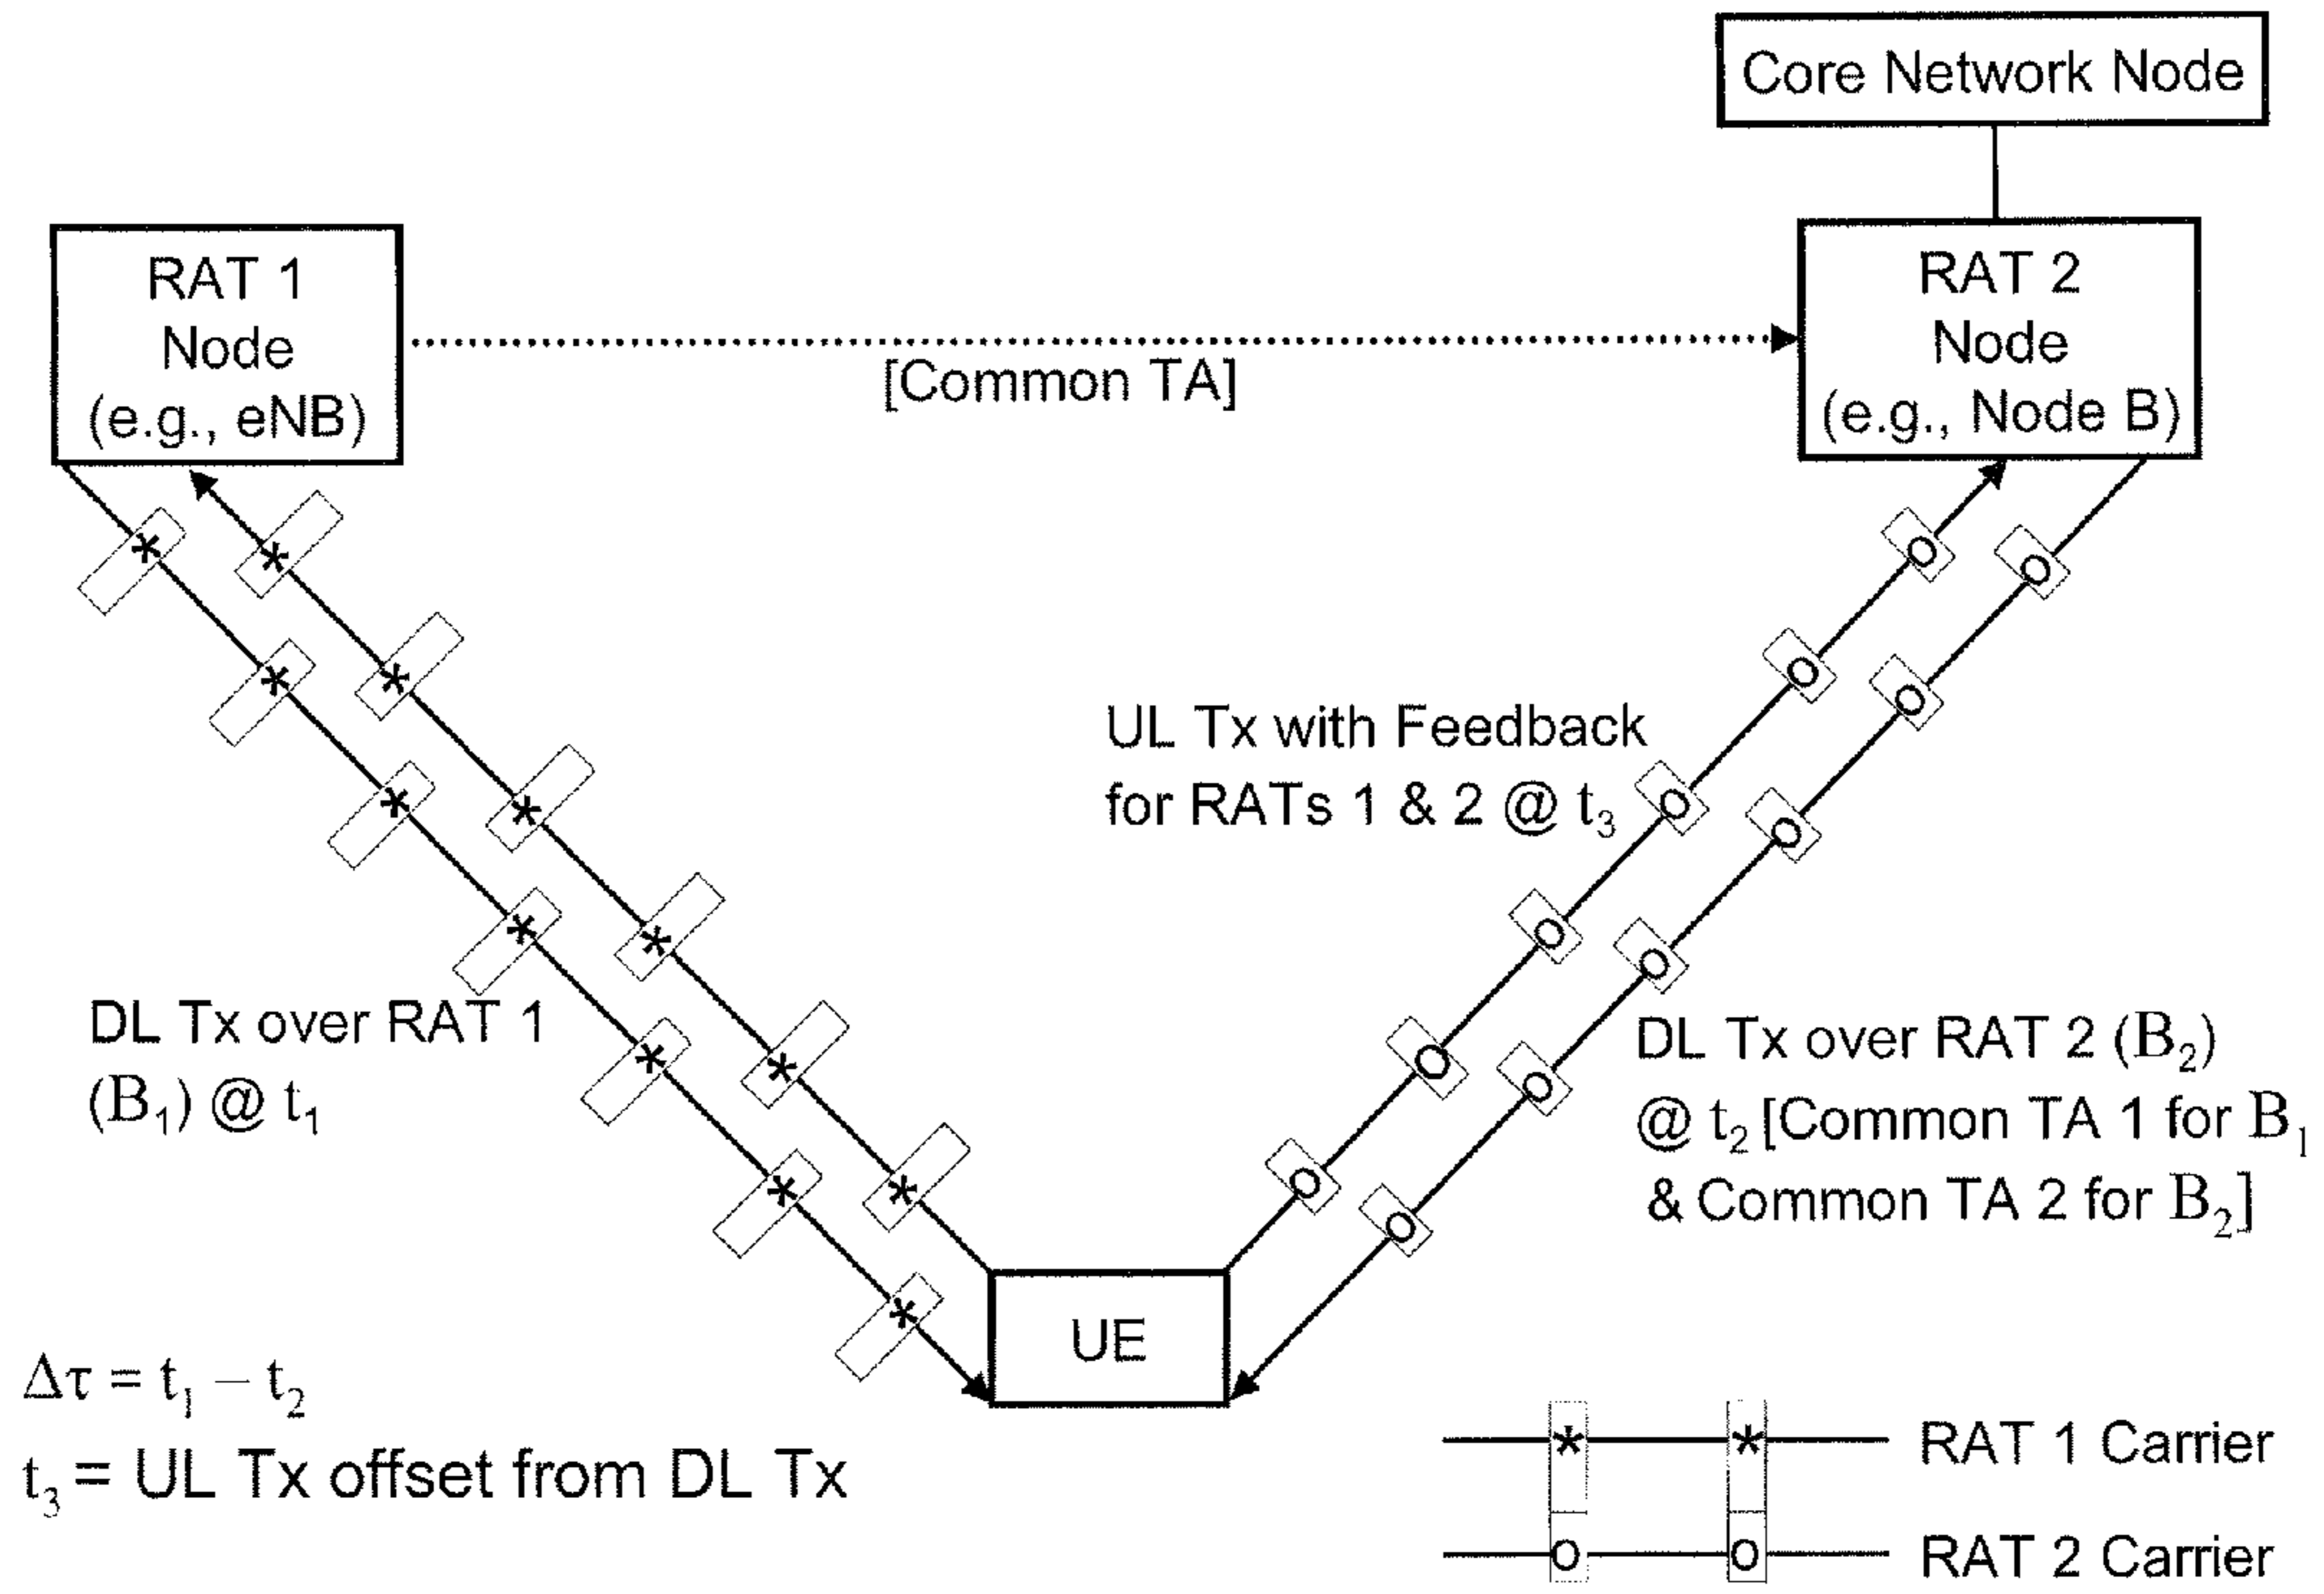 Core Network Node
RAT 1
Node
(e.g., eNB)
RAT 2
Node
(e.g., Node B)
[Common TA]
UL Tx with Feedback
for RATs 1 & 2 @ t₃
DL Tx over RAT 1
(B₁) @ t₁
DL Tx over RAT 2 (B₂)
@ t₂ [Common TA 1 for B₁
& Common TA 2 for B₂]
UE
Δτ = t₁ – t₂
t₃ = UL Tx offset from DL Tx
* * RAT 1 Carrier
o o RAT 2 Carrier